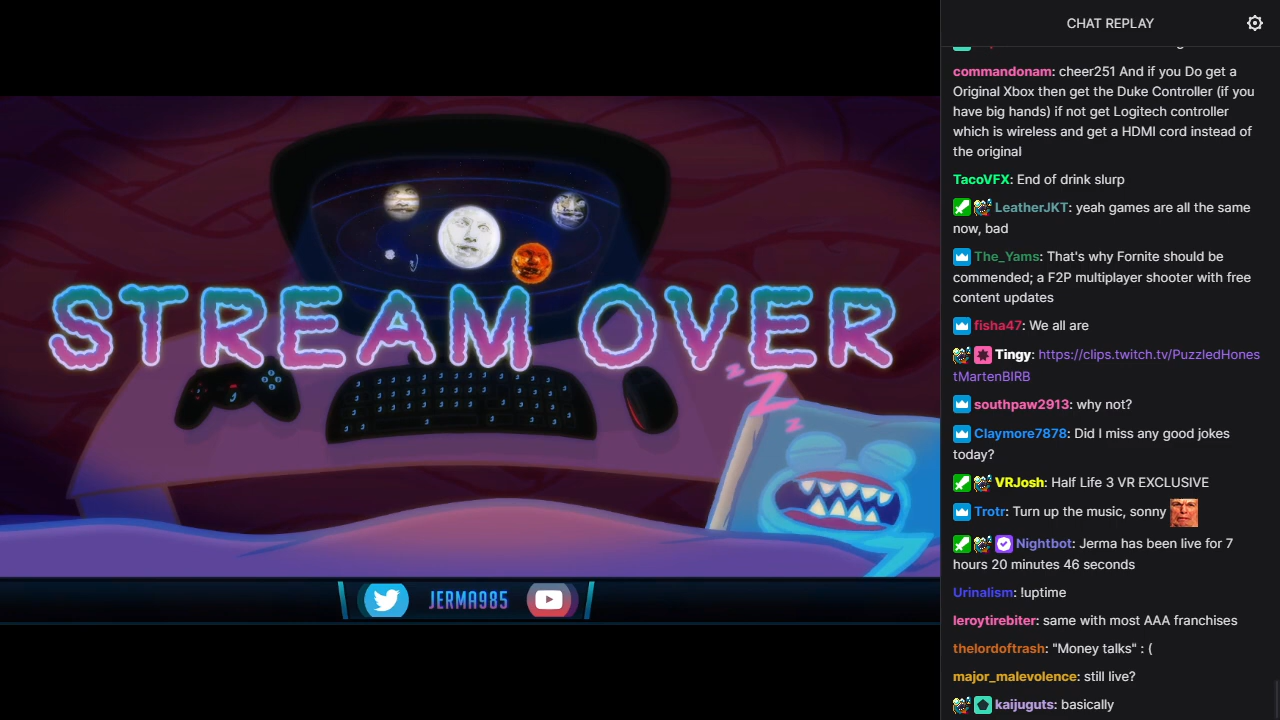 CHAT REPLAY
commandonam: cheer251 And if you Do get a
Original Xbox then get the Duke Controller (if you
have big hands) if not get Logitech controller
which is wireless and get a HDMI cord instead of
the original
TacoVFX: End of drink slurp
LeatherJKT: yeah games are all the same
now, bad
The_Yams: That's why Fornite should be
commended; a F2P multiplayer shooter with free
content updates
fisha47: We all are
Tingy: https://clips.twitch.tv/PuzzledHones
tMartenBIRB
southpaw2913: why not?
Claymore7878: Did I miss any good jokes
today?
VRJosh: Half Life 3 VR EXCLUSIVE
Trotr: Turn up the music, sonny
Nightbot: Jerma has been live for 7
hours 20 minutes 46 seconds
Urinalism: !uptime
leroytirebiter: same with most AAA franchises
thelordoftrash: "Money talks" : (
major_malevolence: still live?
kaijuguts: basically
STREAM OVER
Z
Z
Z
JERMA985